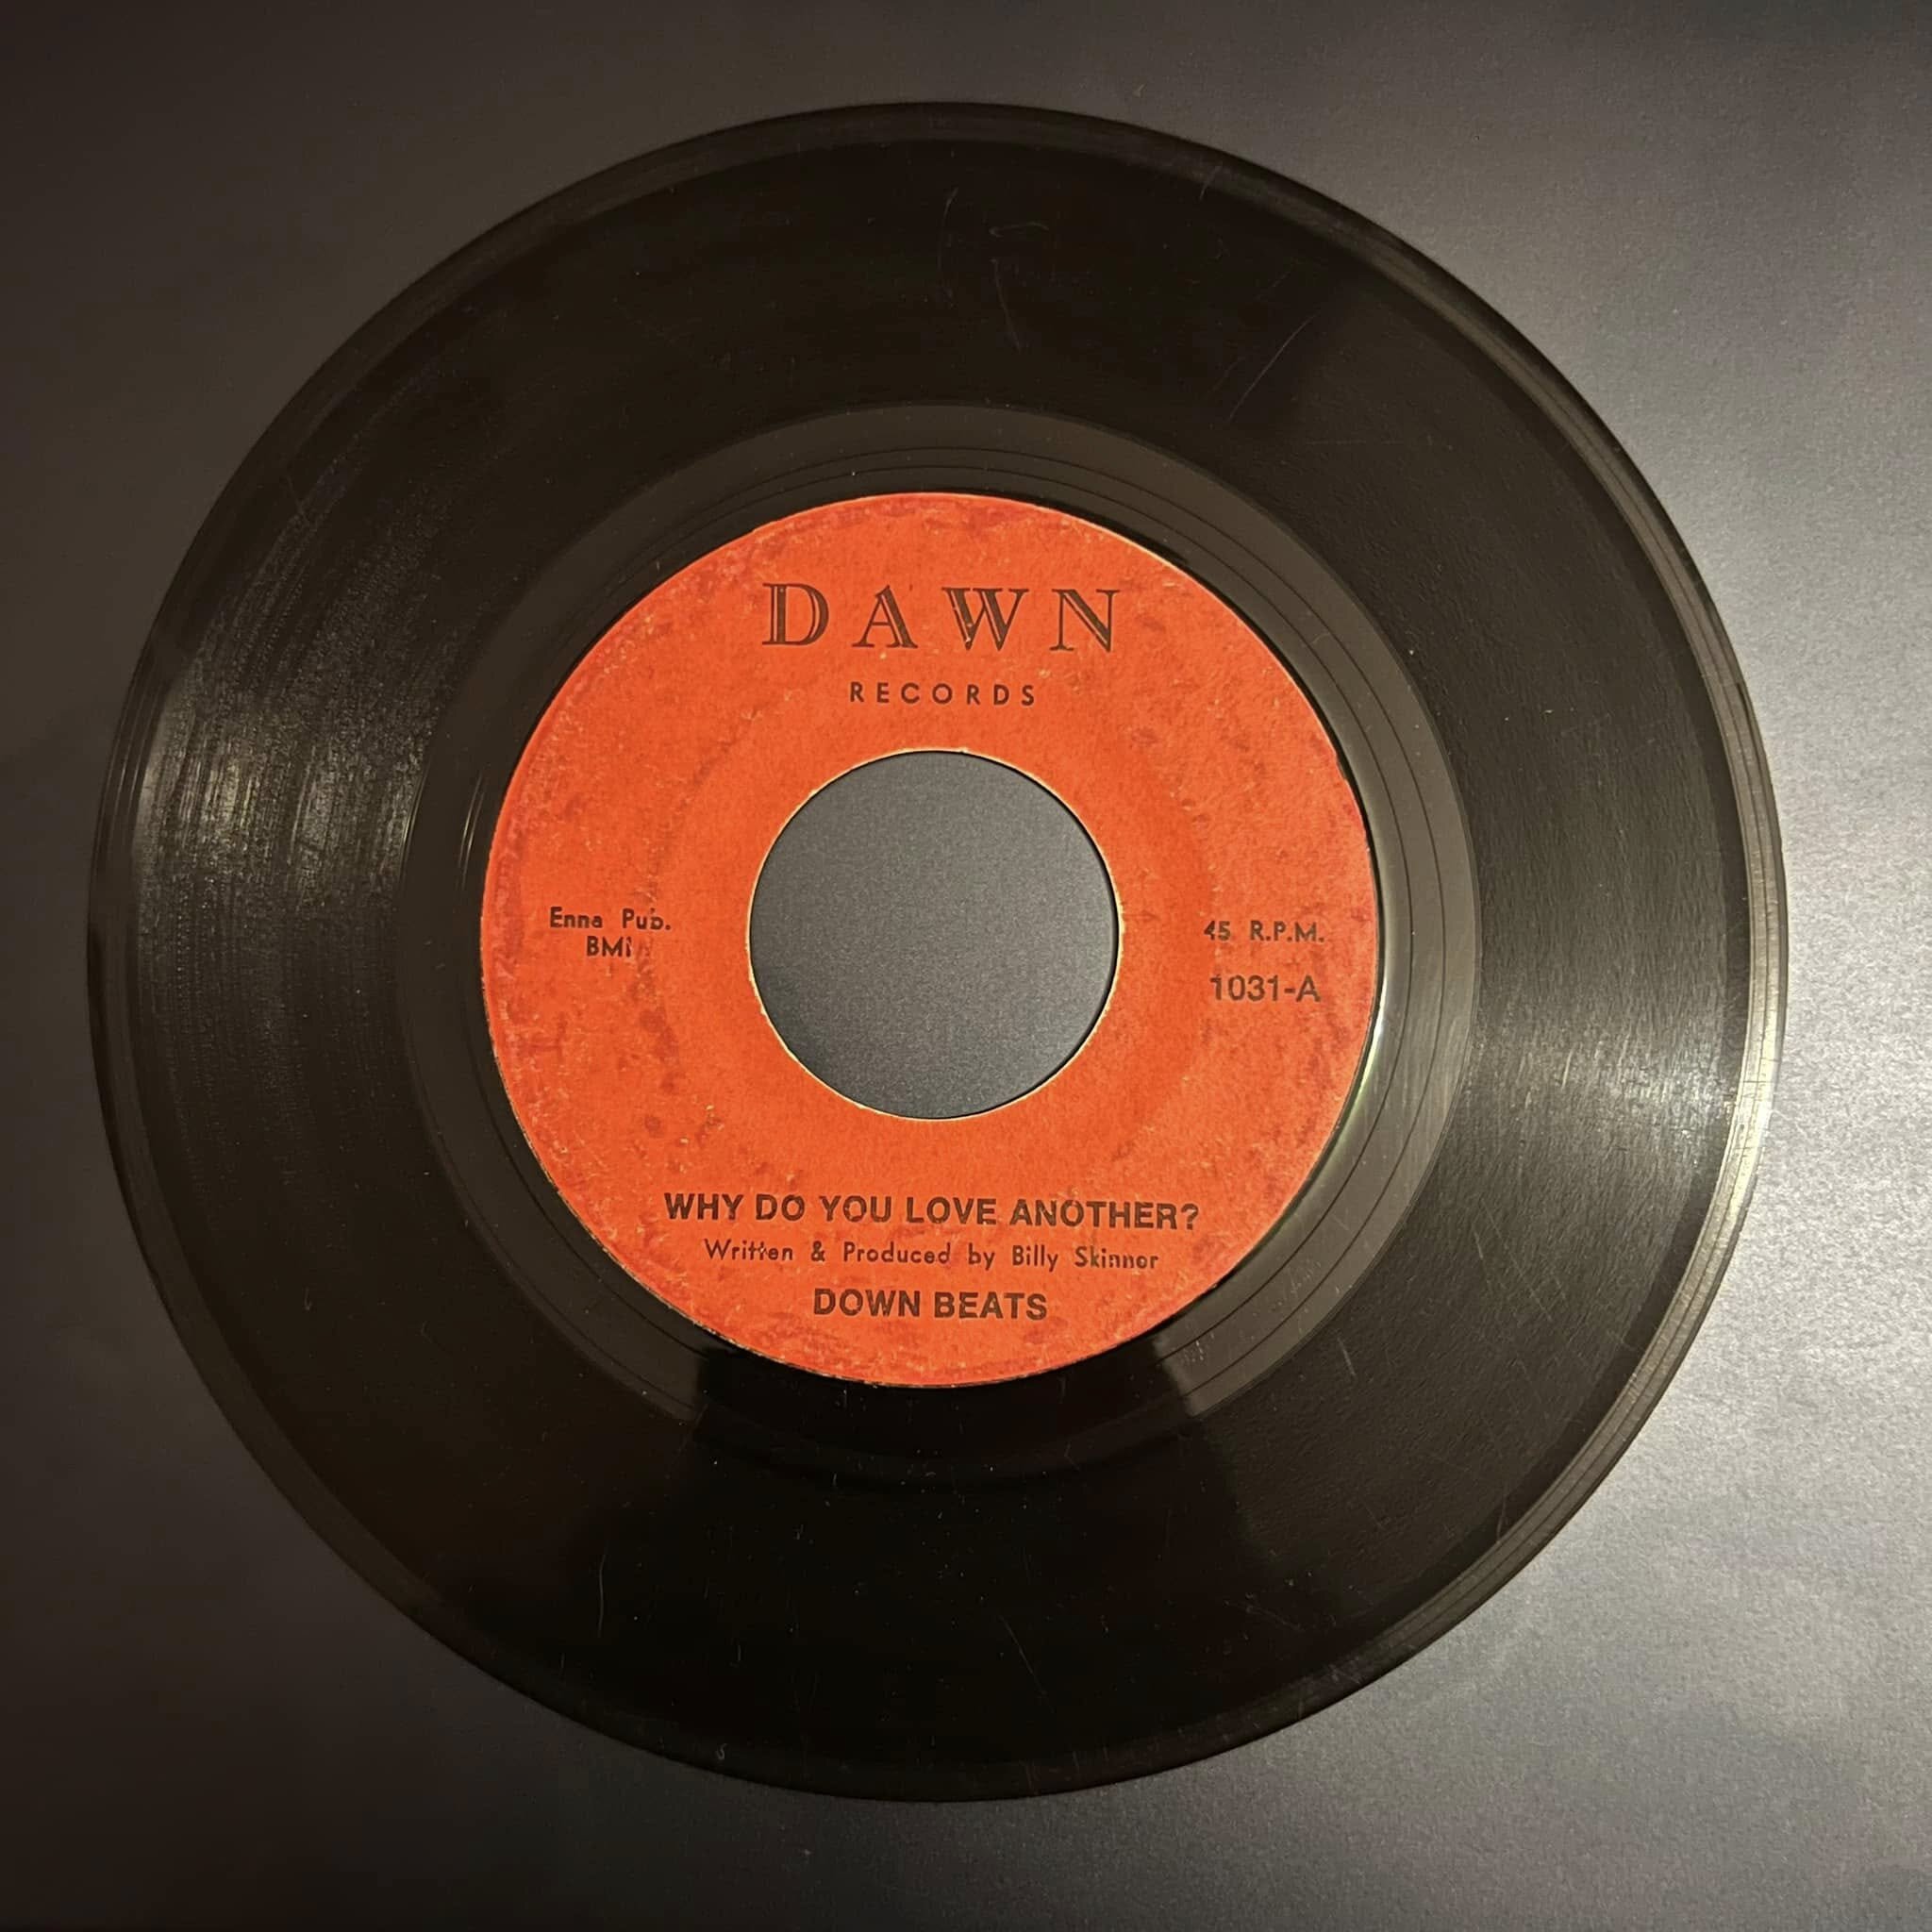 DAWN
RECORDS
Enna Pub.
BMI
45 R.P.M.
1031-A
WHY DO YOU LOVE ANOTHER?
Written & Produced by Billy Skinner
DOWN BEATS